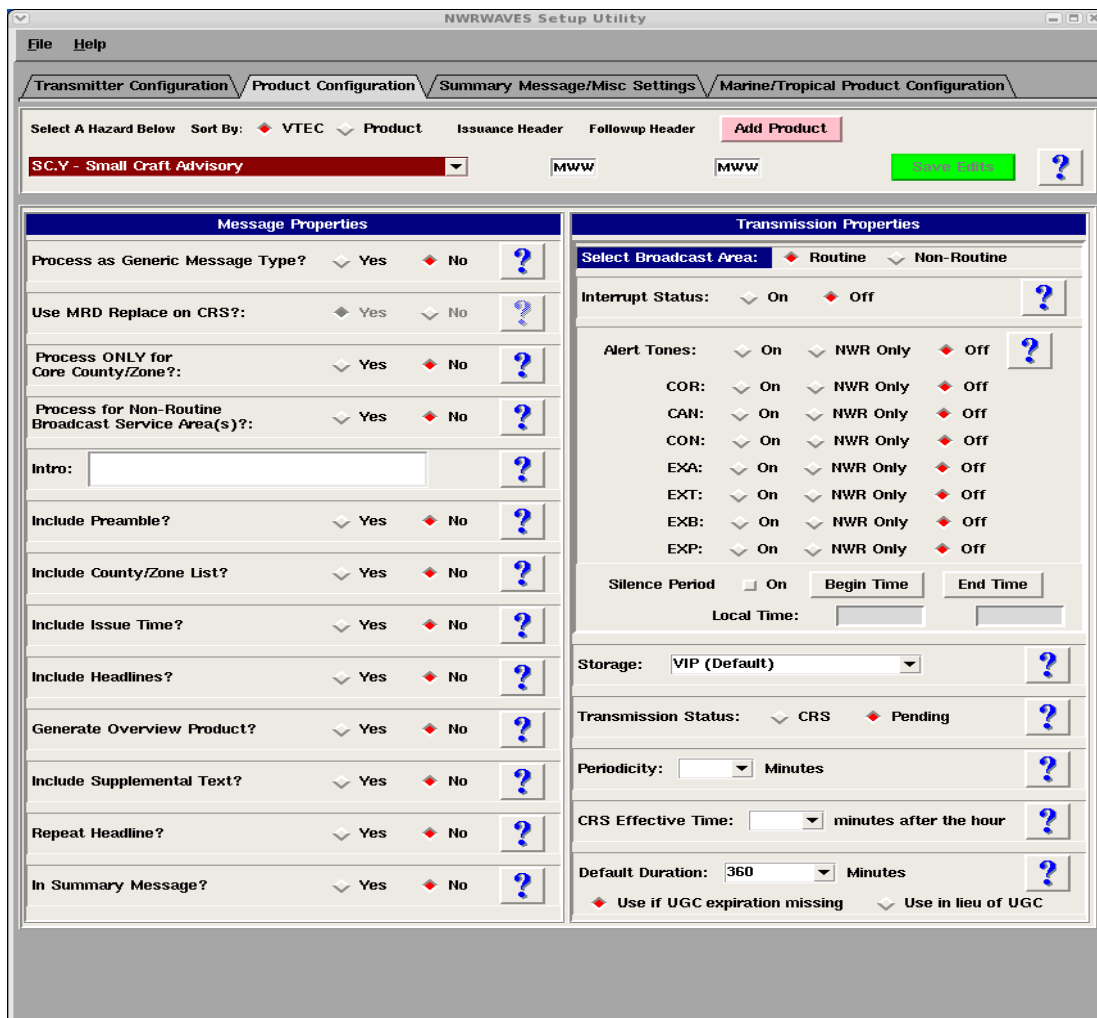 NWRWAVES Setup Utility
File Help
Transmitter Configuration Product Configuration Summary Message/Misc Settings Marine/Tropical Product Configuration
Select A Hazard Below Sort By: VTEC Product Issuance Header Followup Header Add Product
SC.Y - Small Craft Advisory MWW MWW Save Edits ?
Message Properties
Process as Generic Message Type? Yes No ?
Use MRD Replace on CRS?: Yes No ?
Process ONLY for
Core County/Zone?: Yes No ?
Process for Non-Routine
Broadcast Service Area(s)?: Yes No ?
Intro: ?
Include Preamble? Yes No ?
Include County/Zone List? Yes No ?
Include Issue Time? Yes No ?
Include Headlines? Yes No ?
Generate Overview Product? Yes No ?
Include Supplemental Text? Yes No ?
Repeat Headline? Yes No ?
In Summary Message? Yes No ?
Transmission Properties
Select Broadcast Area: Routine Non-Routine
Interrupt Status: On Off ?
Alert Tones: On NWR Only Off ?
COR: On NWR Only Off
CAN: On NWR Only Off
CON: On NWR Only Off
EXA: On NWR Only Off
EXT: On NWR Only Off
EXB: On NWR Only Off
EXP: On NWR Only Off
Silence Period On Begin Time End Time
Local Time:
Storage: VIP (Default) ?
Transmission Status: CRS Pending ?
Periodicity: Minutes ?
CRS Effective Time: minutes after the hour ?
Default Duration: 360 Minutes ?
Use if UGC expiration missing Use in lieu of UGC